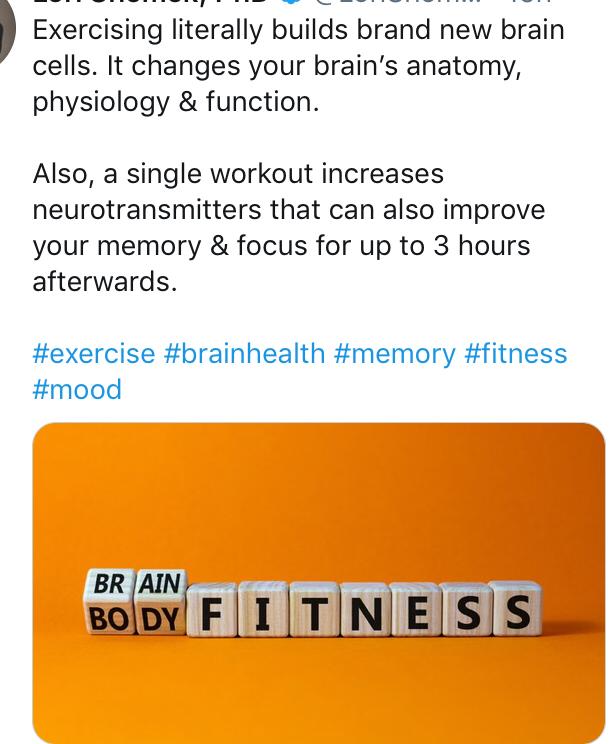 Exercising literally builds brand new brain
cells. It changes your brain’s anatomy,
physiology & function.
Also, a single workout increases
neurotransmitters that can also improve
your memory & focus for up to 3 hours
afterwards.
#exercise #brainhealth #memory #fitness
#mood
BR AIN
BO DY FITNESS